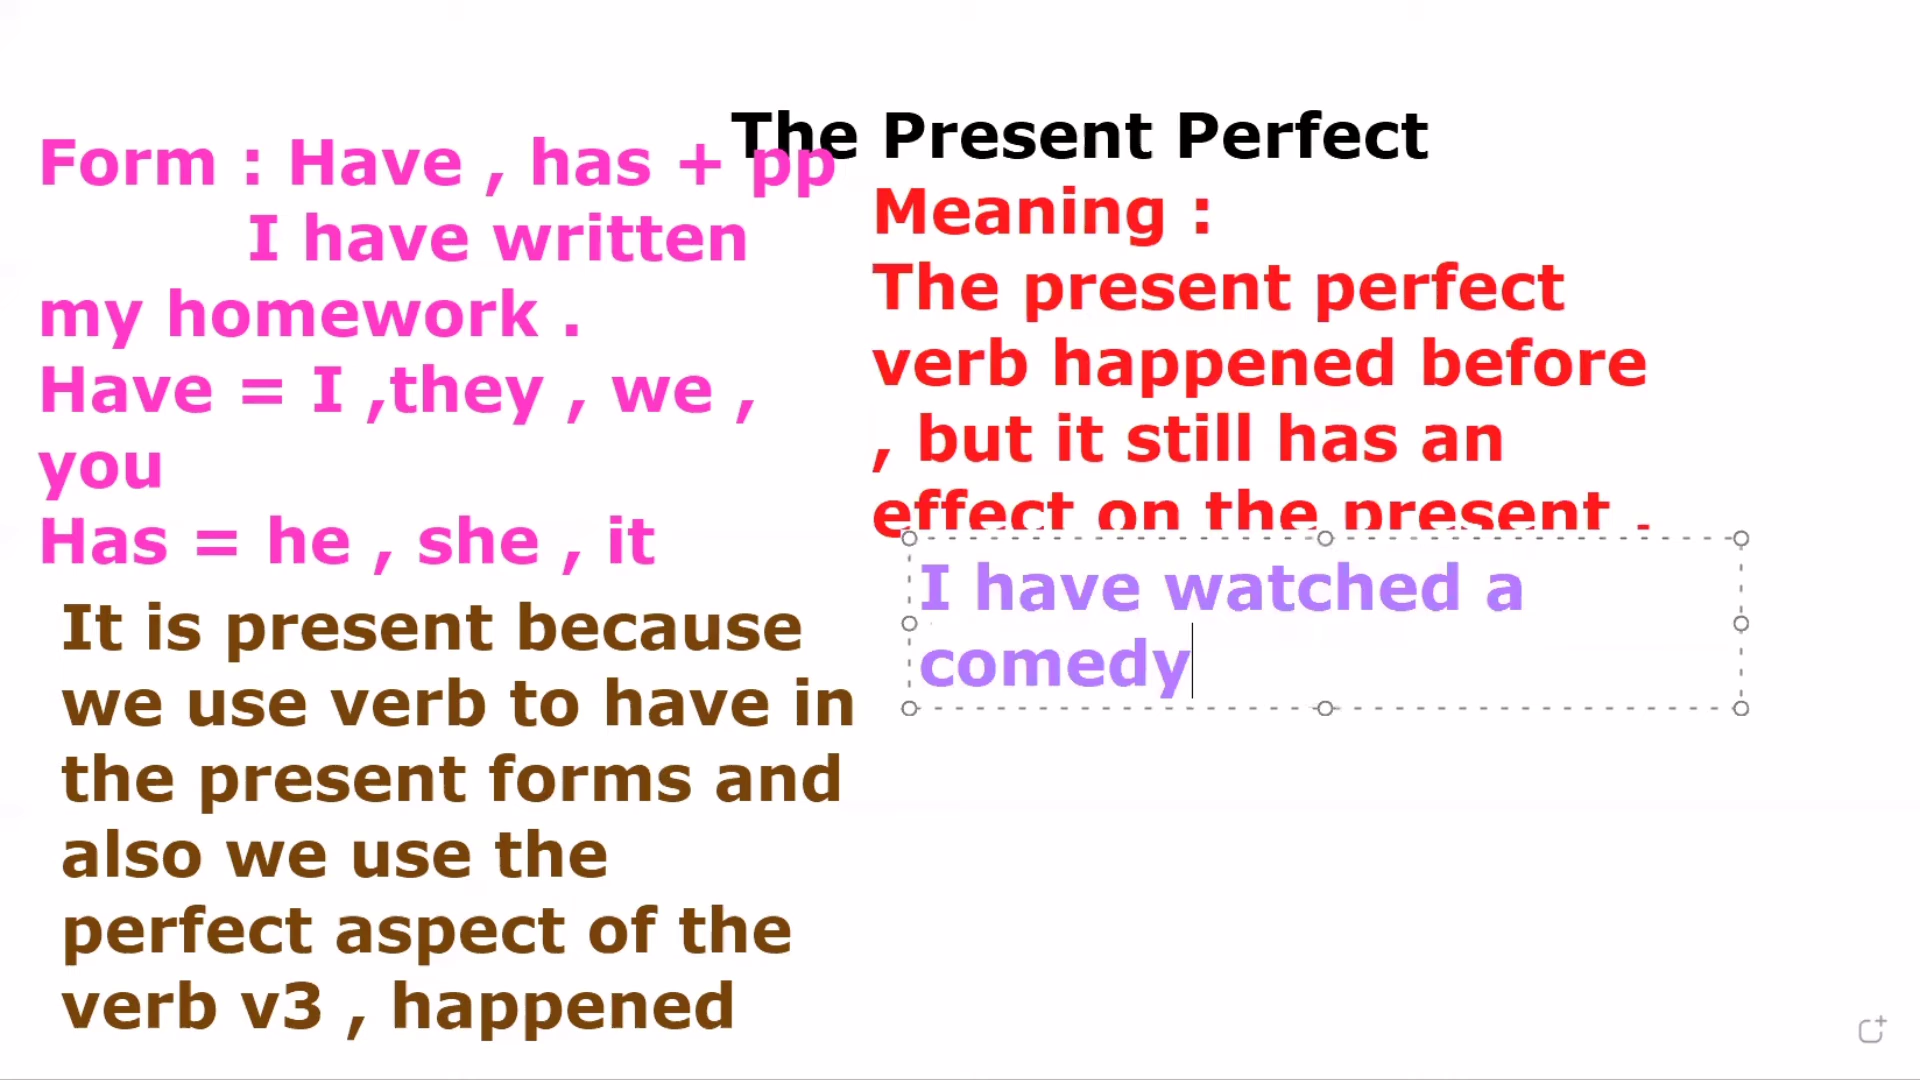 The Present Perfect
Form : Have , has + pp
I have written
my homework .
Have = I ,they , we ,
you
Has = he , she , it
It is present because
we use verb to have in
the present forms and
also we use the
perfect aspect of the
verb v3 , happened
Meaning :
The present perfect
verb happened before
, but it still has an
effect on the present .
I have watched a
comedy